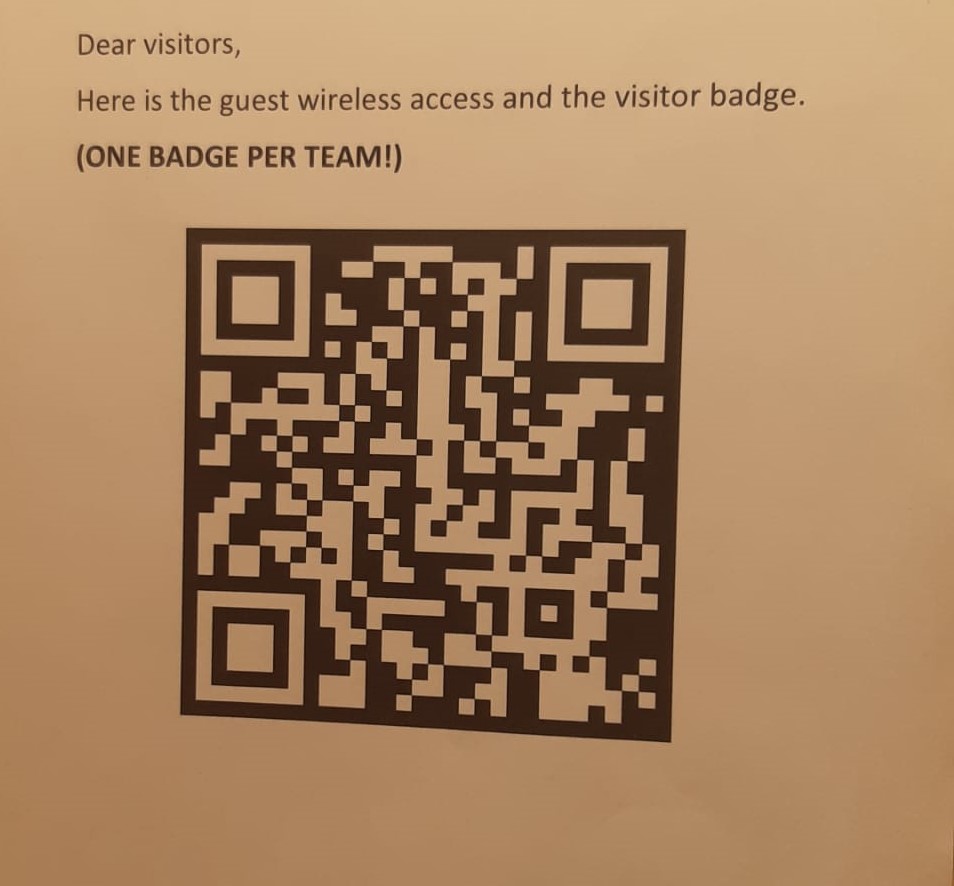 Dear visitors,
Here is the guest wireless access and the visitor badge.
(ONE BADGE PER TEAM!)